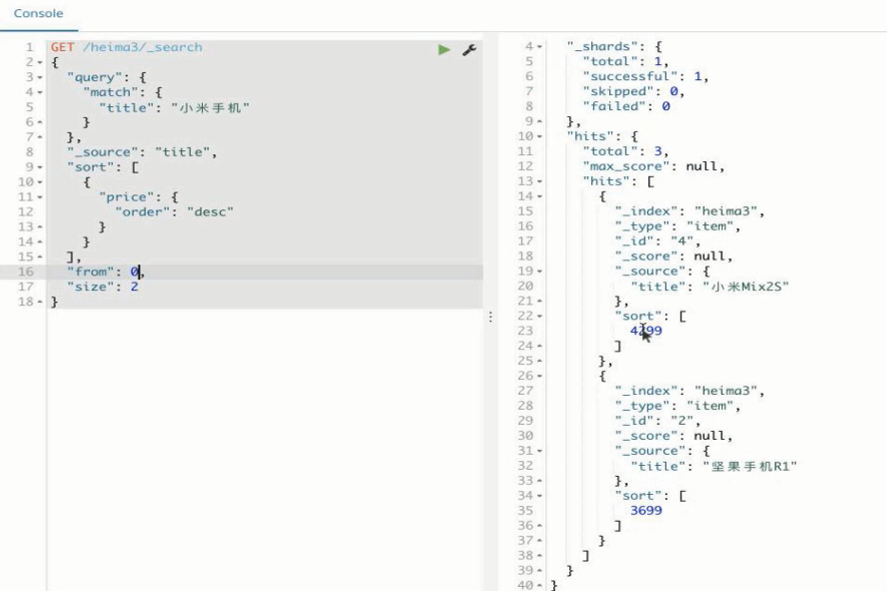 Console
1 GET /heima3/_search
2 {
3 "query": {
4 "match": {
5 "title": "小米手机"
6 }
7 },
8 "_source": "title",
9 "sort": [
10 {
11 "price": {
12 "order": "desc"
13 }
14 }
15 ],
16 "from": 0,
17 "size": 2
18 }
4 "_shards": {
5 "total": 1,
6 "successful": 1,
7 "skipped": 0,
8 "failed": 0
9 },
10 "hits": {
11 "total": 3,
12 "max_score": null,
13 "hits": [
14 {
15 "_index": "heima3",
16 "_type": "item",
17 "_id": "4",
18 "_score": null,
19 "_source": {
20 "title": "小米Mix2S"
21 },
22 "sort": [
23 4299
24 ]
25 },
26 {
27 "_index": "heima3",
28 "_type": "item",
29 "_id": "2",
30 "_score": null,
31 "_source": {
32 "title": "坚果手机R1"
33 },
34 "sort": [
35 3699
36 ]
37 }
38 ]
39 }
40 }